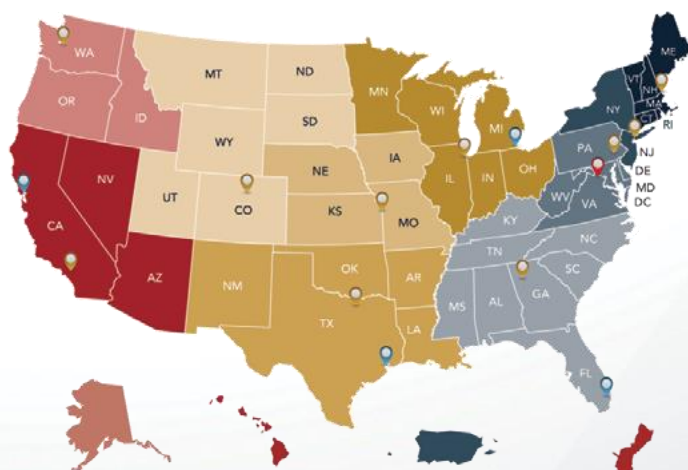 WA
OR
ID
MT
ND
SD
WY
NE
KS
UT
CO
NV
CA
AZ
NM
OK
TX
AR
LA
MN
IA
MO
WI
IL
MI
IN
OH
KY
TN
MS
AL
GA
FL
SC
NC
VA
WV
PA
NY
VT
NH
ME
MA
CT
RI
NJ
DE
MD
DC